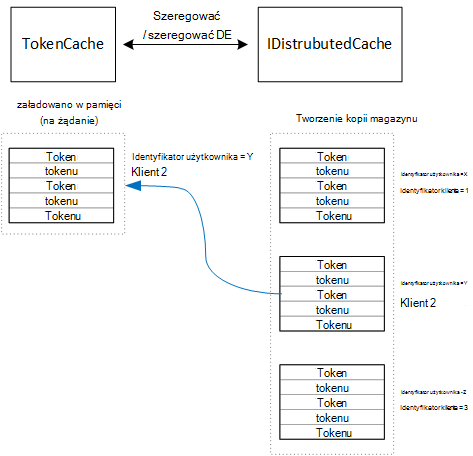 Szeregować
/ szeregować DE
TokenCache
IDistrubutedCache
załadowano w pamięci
(na żądanie)
Tworzenie kopii magazynu
Identyfikator użytkownika = Y
Klient 2
Token
tokenu
Token
tokenu
Tokenu
Token
tokenu
Token
tokenu
Tokenu
Identyfikator użytkownika =X
Identyfikator klienta = 1
Token
tokenu
Token
tokenu
Tokenu
Identyfikator użytkownika =Y
Klient 2
Token
tokenu
Token
tokenu
Tokenu
Identyfikator użytkownika -Z
Identyfikator klienta = 3